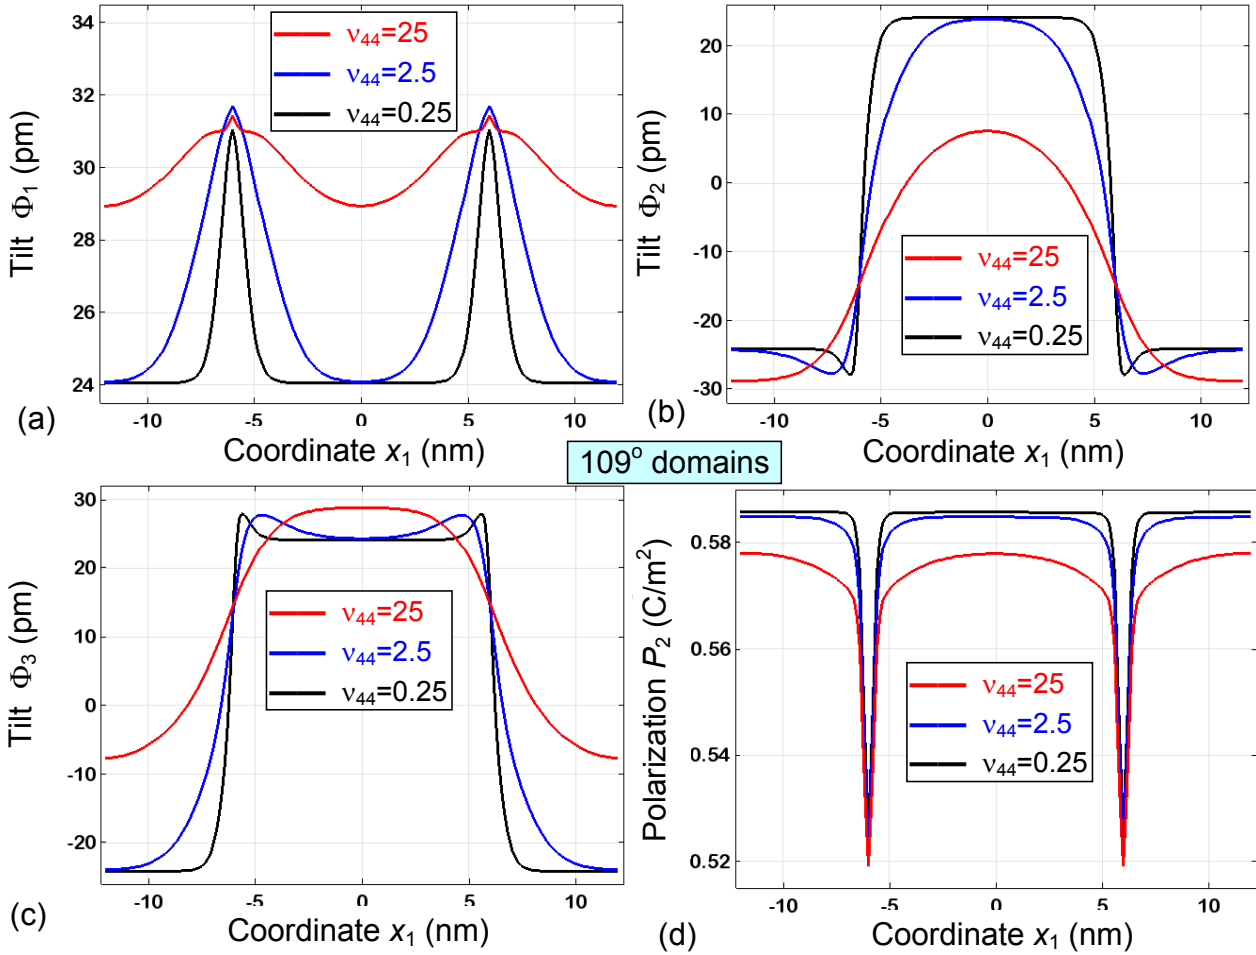 34
32
30
28
26
24
Tilt Φ1 (pm)
ν44=25
ν44=2.5
ν44=0.25
-10
-5
0
5
10
(a)
Coordinate x1 (nm)
20
10
0
-10
-20
-30
Tilt Φ2 (pm)
ν44=25
ν44=2.5
ν44=0.25
-10
-5
0
5
10
(b)
Coordinate x1 (nm)
109° domains
30
20
10
0
-10
-20
Tilt Φ3 (pm)
ν44=25
ν44=2.5
ν44=0.25
-10
-5
0
5
10
(c)
Coordinate x1 (nm)
0.58
0.56
0.54
0.52
Polarization P2 (C/m²)
ν44=25
ν44=2.5
ν44=0.25
-10
-5
0
5
10
(d)
Coordinate x1 (nm)